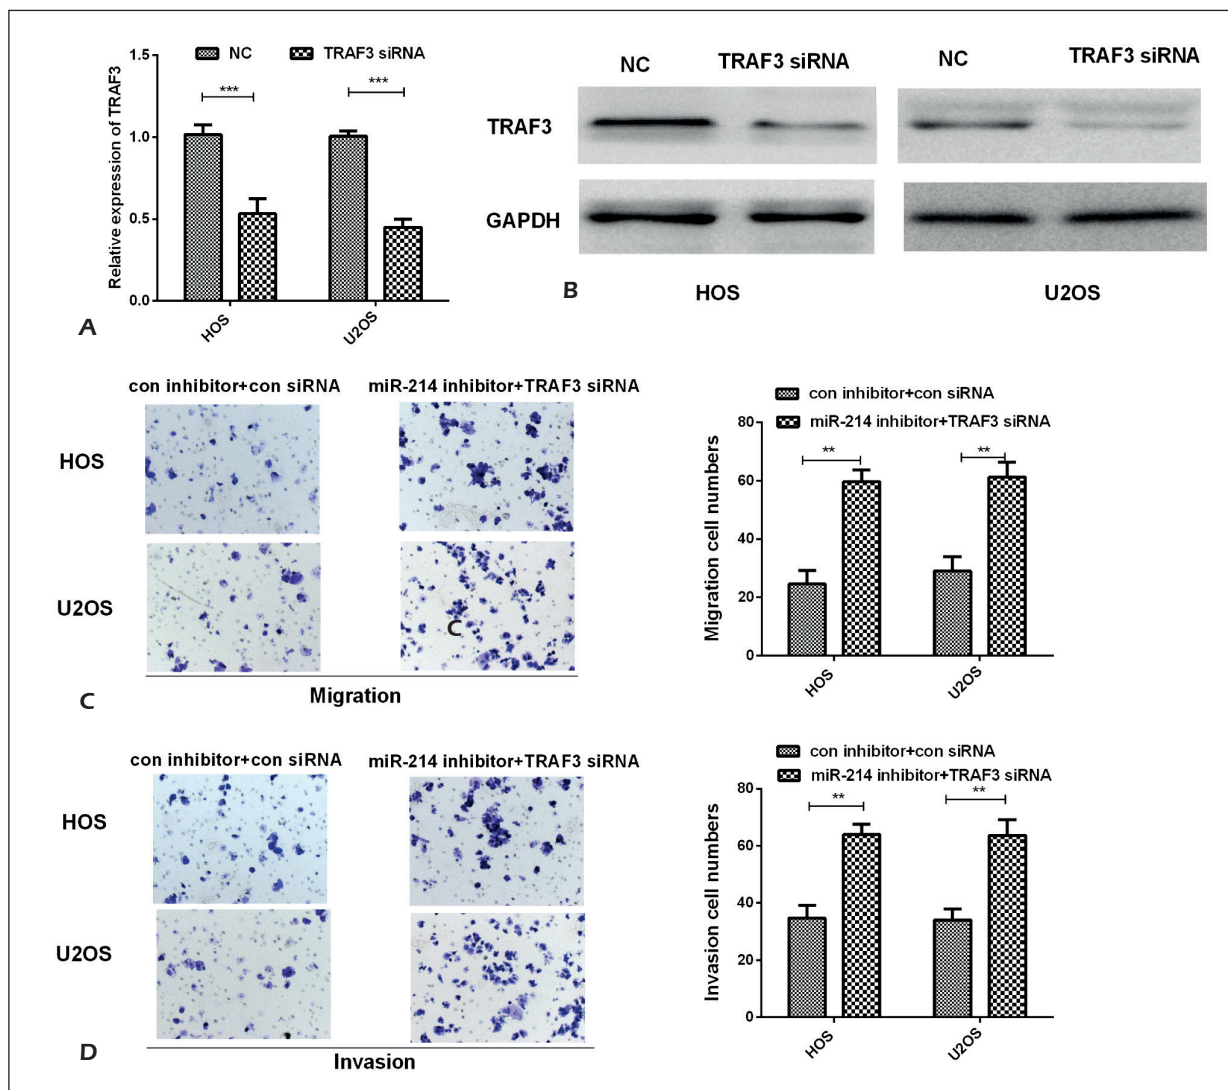 NC TRAF3 siRNA
1.5
1.0
0.5
0.0
Relative expression of TRAF3
*** ***
HOS U2OS
A
NC TRAF3 siRNA NC TRAF3 siRNA
TRAF3
GAPDH
B HOS U2OS
con inhibitor+con siRNA miR-214 inhibitor+TRAF3 siRNA
HOS
U2OS
C
Migration
C
con inhibitor+con siRNA
miR-214 inhibitor+TRAF3 siRNA
80
60
40
20
0
Migration cell numbers
** **
HOS U2OS
con inhibitor+con siRNA miR-214 inhibitor+TRAF3 siRNA
HOS
U2OS
D
Invasion
con inhibitor+con siRNA
miR-214 inhibitor+TRAF3 siRNA
80
60
40
20
0
Invasion cell numbers
** **
HOS U2OS